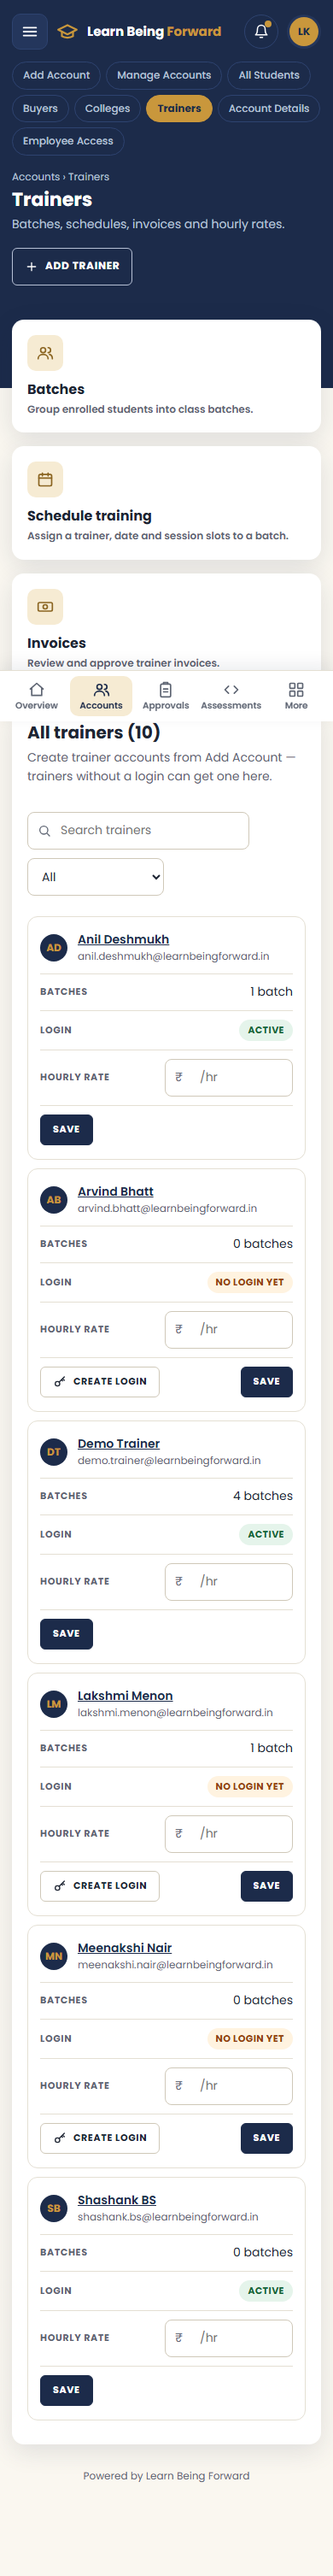 Learn Being Forward
LK
Add Account
Manage Accounts
All Students
Buyers
Colleges
Trainers
Account Details
Employee Access
Accounts › Trainers
Trainers
Batches, schedules, invoices and hourly rates.
+ ADD TRAINER
Batches
Group enrolled students into class batches.
Schedule training
Assign a trainer, date and session slots to a batch.
Invoices
Review and approve trainer invoices.
Overview
Accounts
Approvals
Assessments
More
All trainers (10)
Create trainer accounts from Add Account —
trainers without a login can get one here.
Search trainers
All
AD
Anil Deshmukh
anil.deshmukh@learnbeingforward.in
BATCHES
1 batch
LOGIN
ACTIVE
HOURLY RATE
₹ /hr
SAVE
AB
Arvind Bhatt
arvind.bhatt@learnbeingforward.in
BATCHES
0 batches
LOGIN
NO LOGIN YET
HOURLY RATE
₹ /hr
CREATE LOGIN
SAVE
DT
Demo Trainer
demo.trainer@learnbeingforward.in
BATCHES
4 batches
LOGIN
ACTIVE
HOURLY RATE
₹ /hr
SAVE
LM
Lakshmi Menon
lakshmi.menon@learnbeingforward.in
BATCHES
1 batch
LOGIN
NO LOGIN YET
HOURLY RATE
₹ /hr
CREATE LOGIN
SAVE
MN
Meenakshi Nair
meenakshi.nair@learnbeingforward.in
BATCHES
0 batches
LOGIN
NO LOGIN YET
HOURLY RATE
₹ /hr
CREATE LOGIN
SAVE
SB
Shashank BS
shashank.bs@learnbeingforward.in
BATCHES
0 batches
LOGIN
ACTIVE
HOURLY RATE
₹ /hr
SAVE
Powered by Learn Being Forward